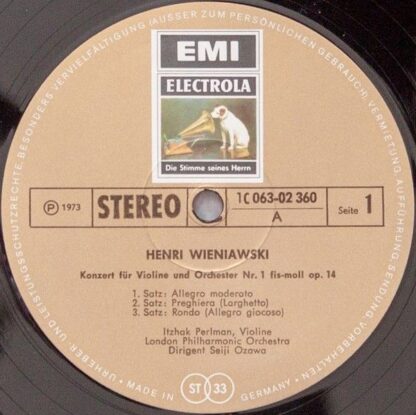 EMI
ELECTROLA
Die Stimme seines Herrn
℗ 1973
STEREO
1C 063-02 360
A
Seite 1
HENRI WIENIAWSKI
Konzert für Violine und Orchester Nr. 1 fis-moll op. 14
1. Satz: Allegro moderato
2. Satz: Preghiera (Larghetto)
3. Satz: Rondo (Allegro giocoso)
Itzhak Perlman, Violine
London Philharmonic Orchestra
Dirigent Seiji Ozawa
ST 33
URHEBER- UND LEISTUNGSSCHUTZRECHTE, BESONDERS VERVIELFÄLTIGUNG (AUSSER ZUM PERSÖNLICHEN GEBRAUCH) VERMIETUNG, AUFFÜHRUNG, SENDUNG VORBEHALTEN
• MADE IN GERMANY •